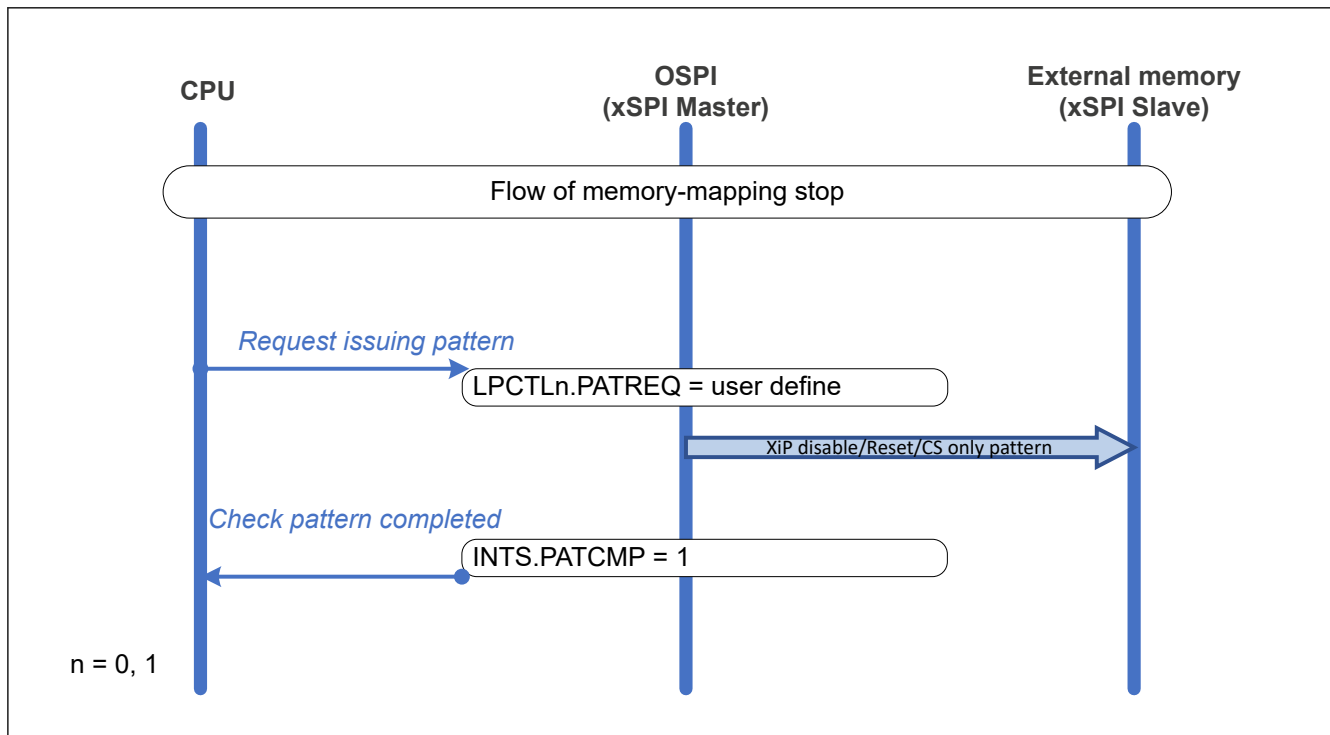 CPU
OSPI
(xSPI Master)
External memory
(xSPI Slave)
Flow of memory-mapping stop
Request issuing pattern
LPCTLn.PATREQ = user define
XiP disable/Reset/CS only pattern
Check pattern completed
INTS.PATCMP = 1
n = 0, 1